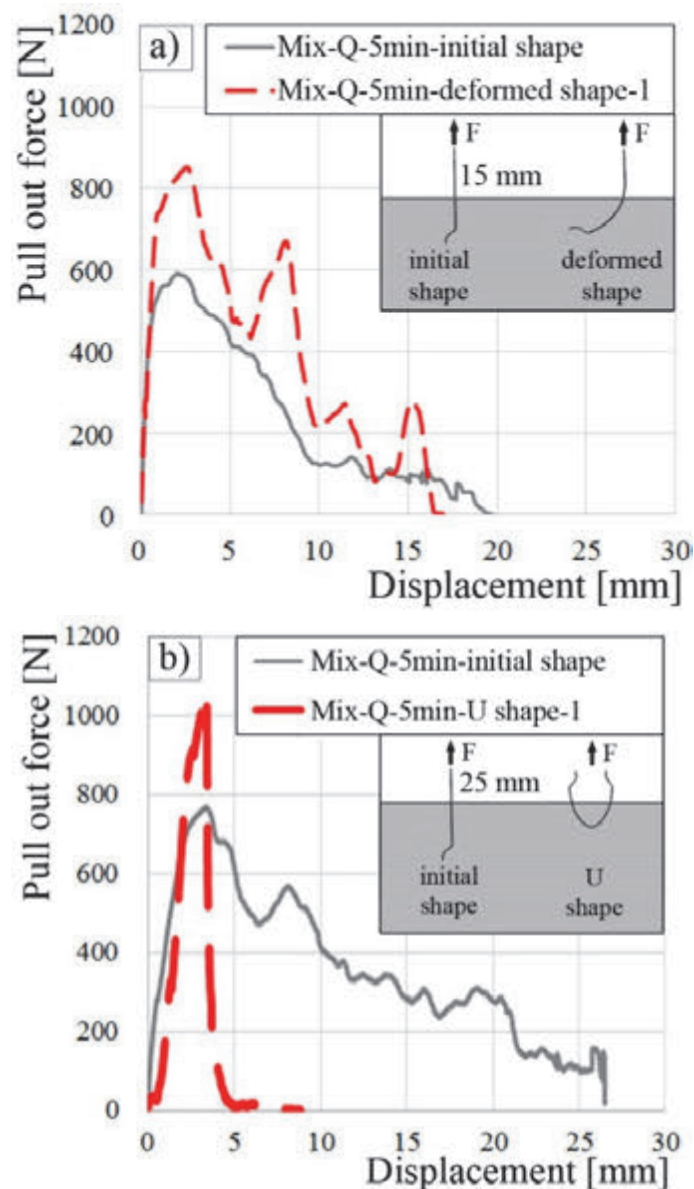 a)
Mix-Q-5min-initial shape
Mix-Q-5min-deformed shape-1
Pull out force [N]
1200
1000
800
600
400
200
0
F
F
15 mm
initial
shape
deformed
shape
0
5
10
15
20
25
30
Displacement [mm]
b)
Mix-Q-5min-initial shape
Mix-Q-5min-U shape-1
Pull out force [N]
1200
1000
800
600
400
200
0
F
F
25 mm
initial
shape
U
shape
0
5
10
15
20
25
30
Displacement [mm]